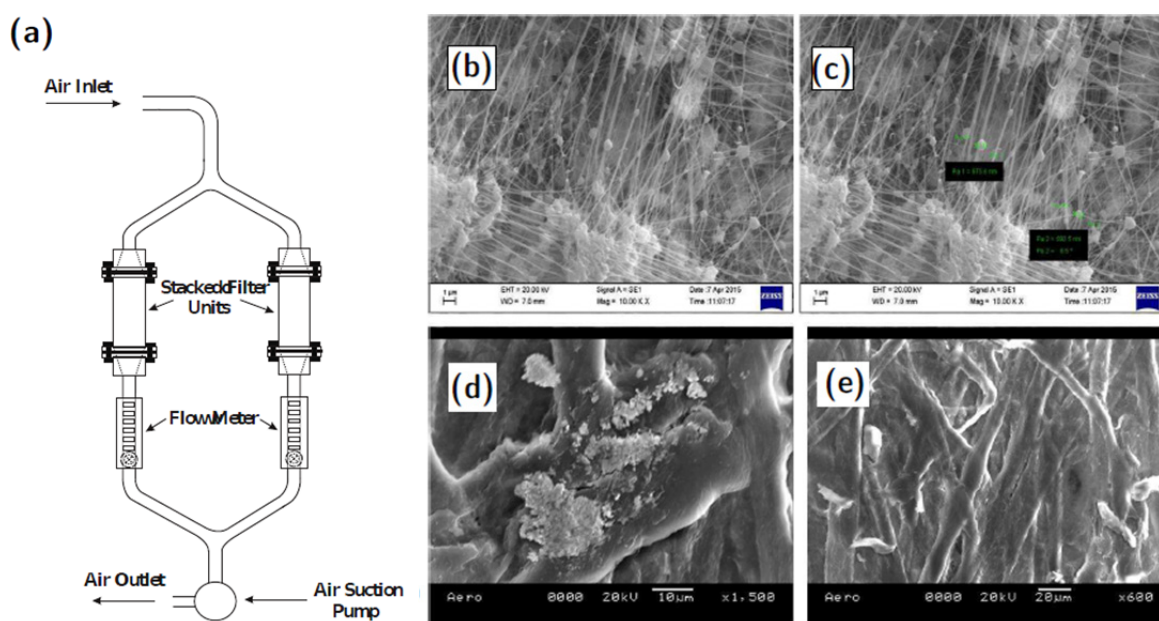 (a)
Air Inlet
Stacked Filter
Units
Flow Meter
Air Outlet
Air Suction
Pump
(b)
1 µm
EHT = 20.00 kV
Signal A = SE1
Date :7 Apr 2015
WD = 7.0 mm
Mag = 10.00 K X
Time :11:07:17
ZEISS
(c)
1 µm
EHT = 20.00 kV
Signal A = SE1
Date :7 Apr 2015
WD = 7.0 mm
Mag = 10.00 K X
Time :11:07:17
ZEISS
(d)
Aero 0000 20kV 10µm x1,500
(e)
Aero 0000 20kV 20µm x600